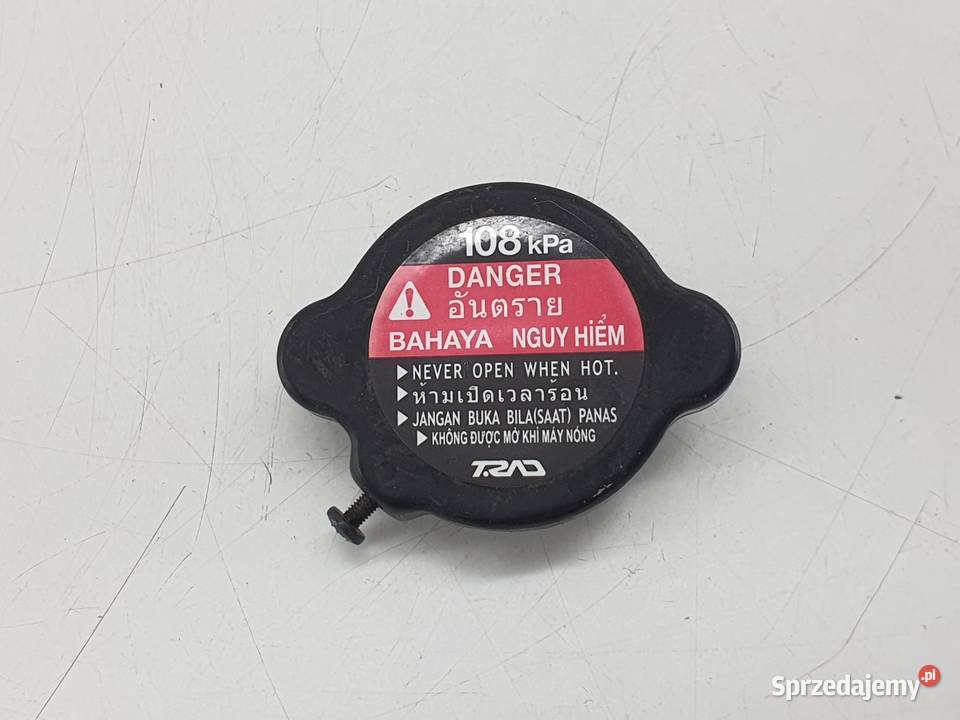 108 kPa
DANGER
อันตราย
BAHAYA NGUY HIỂM
NEVER OPEN WHEN HOT.
ห้ามเปิดเวลาร้อน
JANGAN BUKA BILA(SAAT) PANAS
KHÔNG ĐƯỢC MỞ KHI MÁY NÓNG
T.RAD
Sprzedajemy.pl